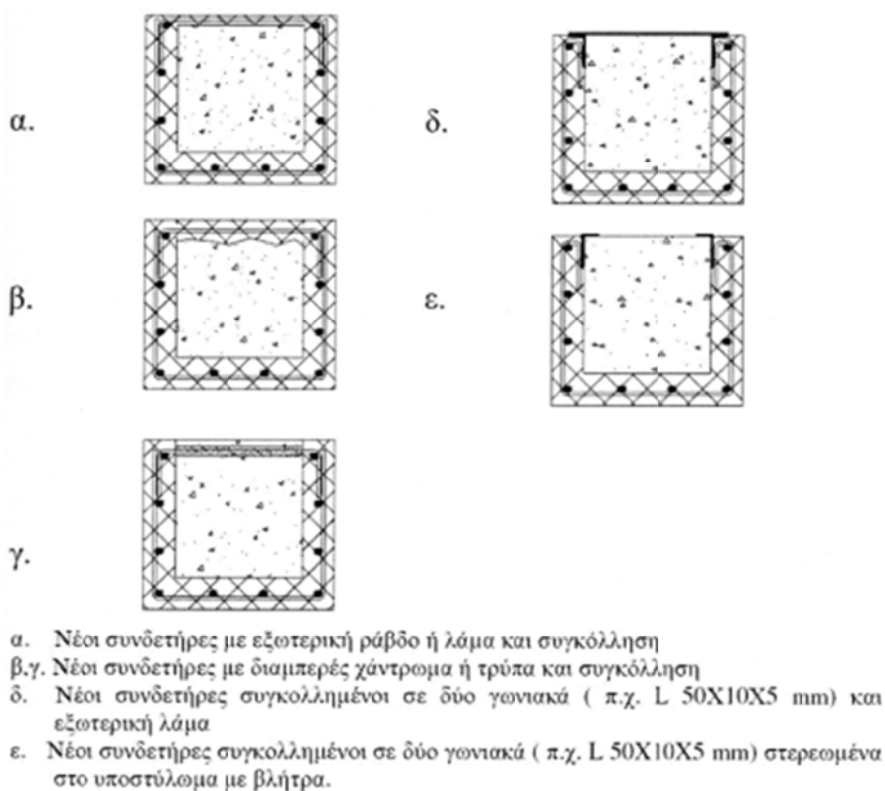 α.
δ.
β.
ε.
γ.
α. Νέοι συνδετήρες με εξωτερική ράβδο ή λάμα και συγκόλληση
β.γ. Νέοι συνδετήρες με διαμπερές χάντρωμα ή τρύπα και συγκόλληση
δ. Νέοι συνδετήρες συγκολλημένοι σε δύο γωνιακά ( π.χ. L 50X10X5 mm) και
εξωτερική λάμα
ε. Νέοι συνδετήρες συγκολλημένοι σε δύο γωνιακά ( π.χ. L 50X10X5 mm) στερεωμένα
στο υποστύλωμα με βλήτρα.